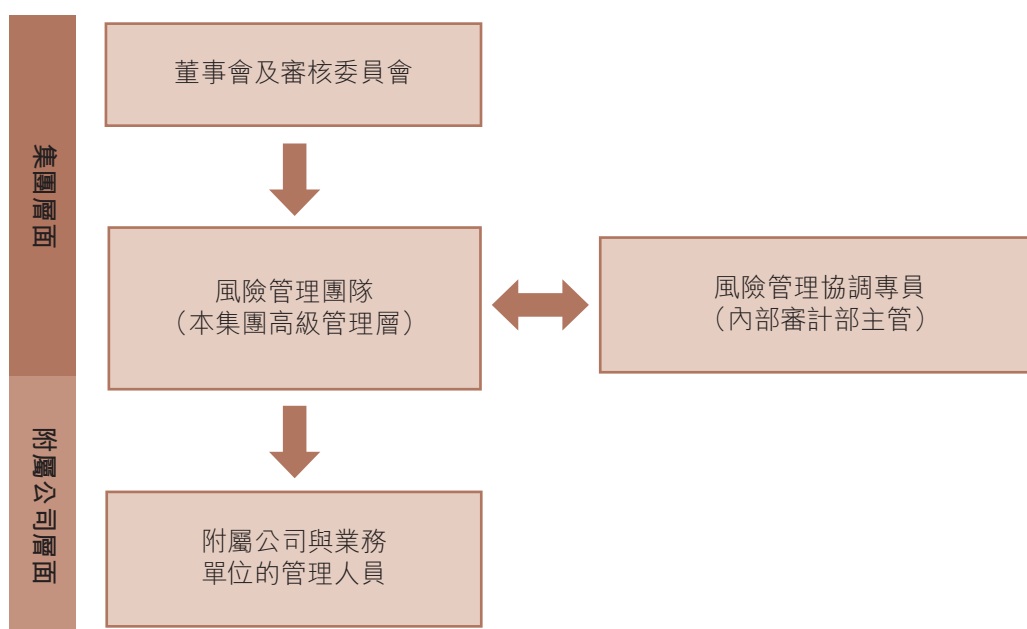 集團層面
董事會及審核委員會
風險管理團隊
（本集團高級管理層）
風險管理協調專員
（內部審計部主管）
附屬公司層面
附屬公司與業務
單位的管理人員